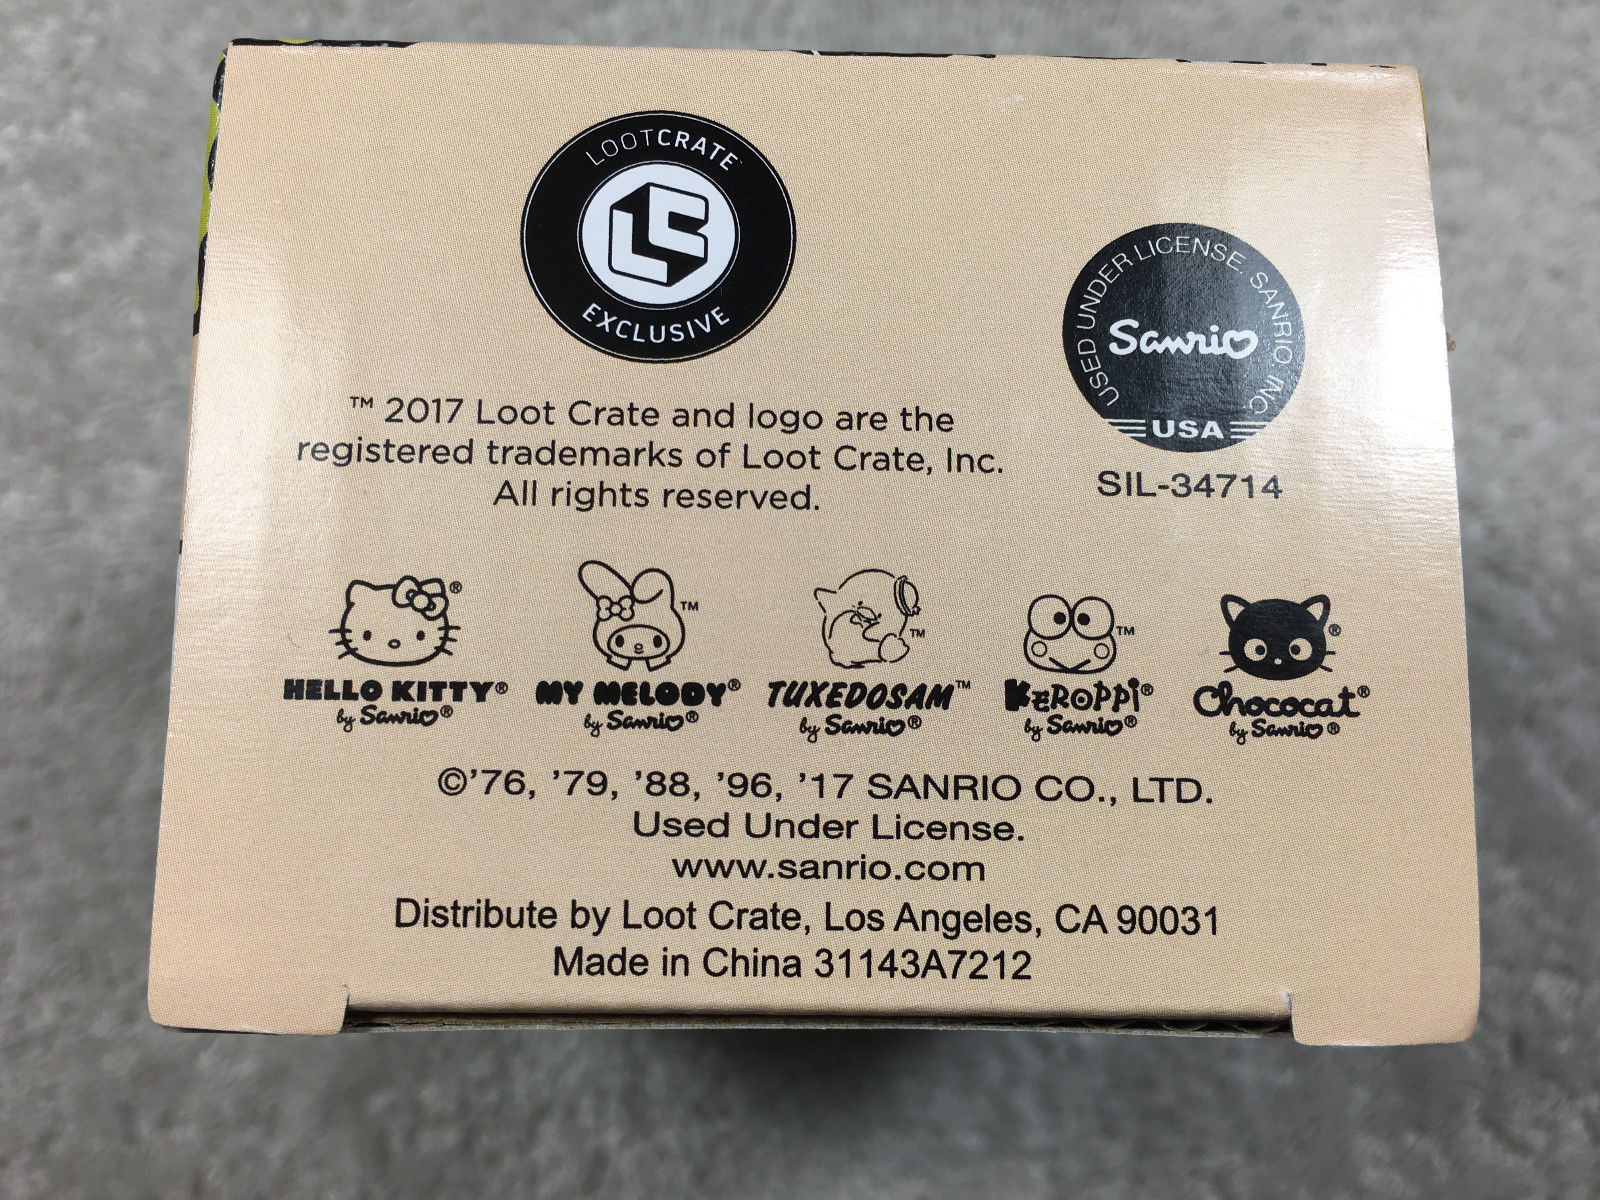 LOOTCRATE
EXCLUSIVE
USED UNDER LICENSE. SANRIO, INC.
Sanrio
USA
SIL-34714
™ 2017 Loot Crate and logo are the
registered trademarks of Loot Crate, Inc.
All rights reserved.
HELLO KITTY®
by Sanrio®
MY MELODY®
by Sanrio®
TUXEDOSAM™
by Sanrio®
KEROPPI®
by Sanrio®
Chococat®
by Sanrio®
©'76, '79, '88, '96, '17 SANRIO CO., LTD.
Used Under License.
www.sanrio.com
Distribute by Loot Crate, Los Angeles, CA 90031
Made in China 31143A7212